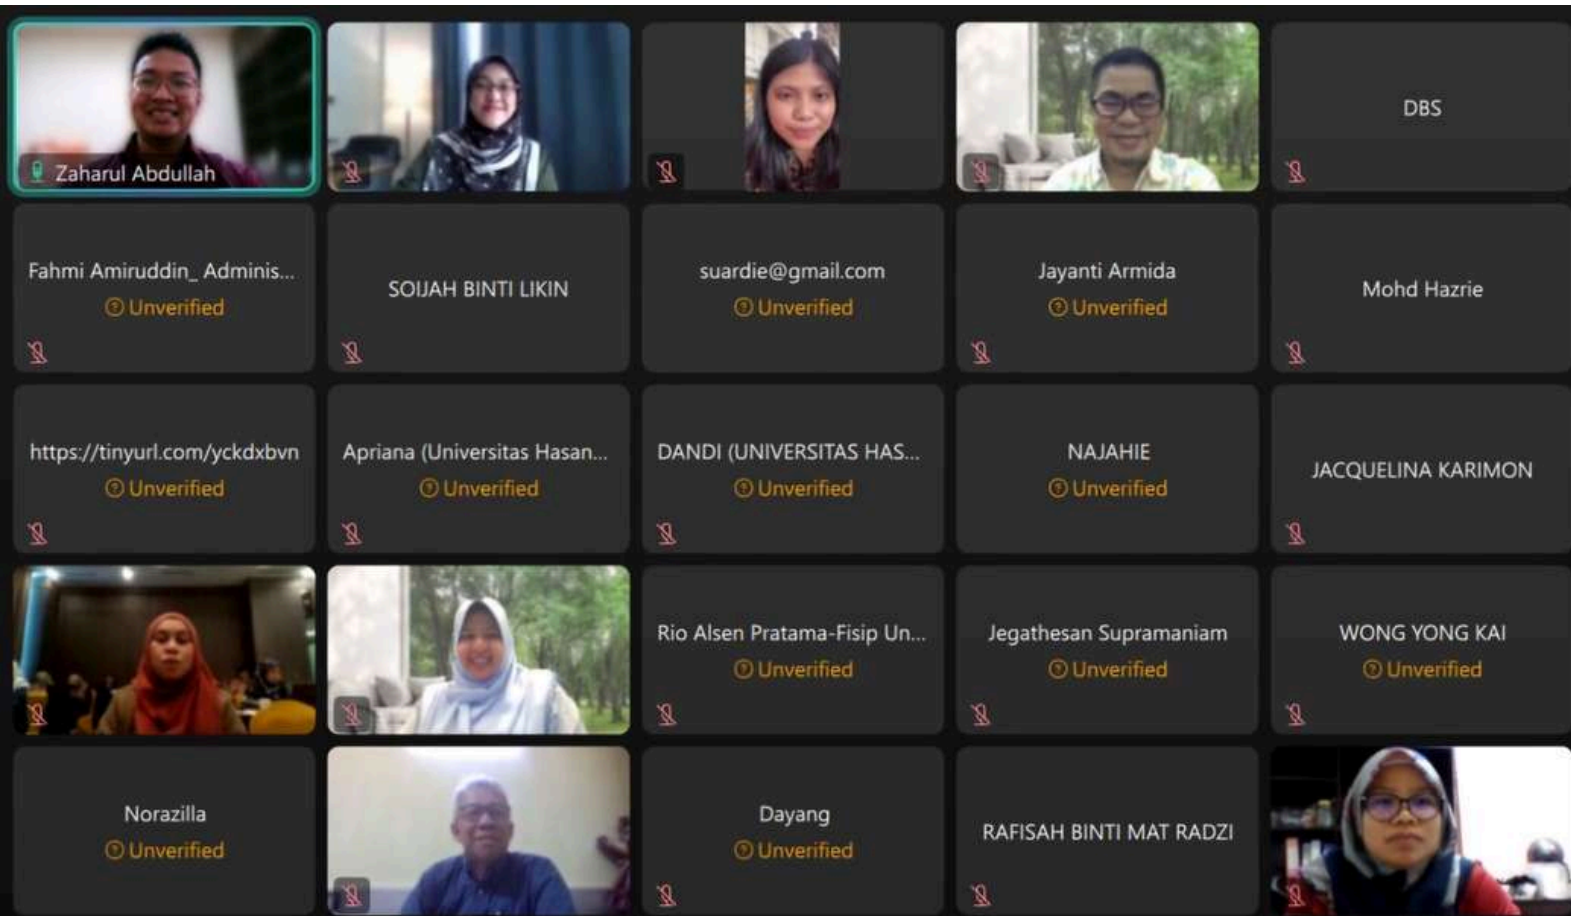 Zaharul Abdullah
DBS
Fahmi Amiruddin_ Adminis...
Unverified
SOIJAH BINTI LIKIN
suardie@gmail.com
Unverified
Jayanti Armida
Unverified
Mohd Hazrie
https://tinyurl.com/yckdxbvn
Unverified
Apriana (Universitas Hasan...
Unverified
DANDI (UNIVERSITAS HAS...
Unverified
NAJAHIE
Unverified
JACQUELINA KARIMON
Rio Alsen Pratama-Fisip Un...
Unverified
Jegathesan Supramaniam
Unverified
WONG YONG KAI
Unverified
Norazilla
Unverified
Dayang
Unverified
RAFISAH BINTI MAT RADZI